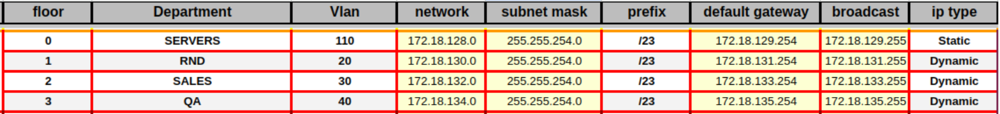 floor Department Vlan network subnet mask prefix default gateway broadcast ip type
0 SERVERS 110 172.18.128.0 255.255.254.0 /23 172.18.129.254 172.18.129.255 Static
1 RND 20 172.18.130.0 255.255.254.0 /23 172.18.131.254 172.18.131.255 Dynamic
2 SALES 30 172.18.132.0 255.255.254.0 /23 172.18.133.254 172.18.133.255 Dynamic
3 QA 40 172.18.134.0 255.255.254.0 /23 172.18.135.254 172.18.135.255 Dynamic